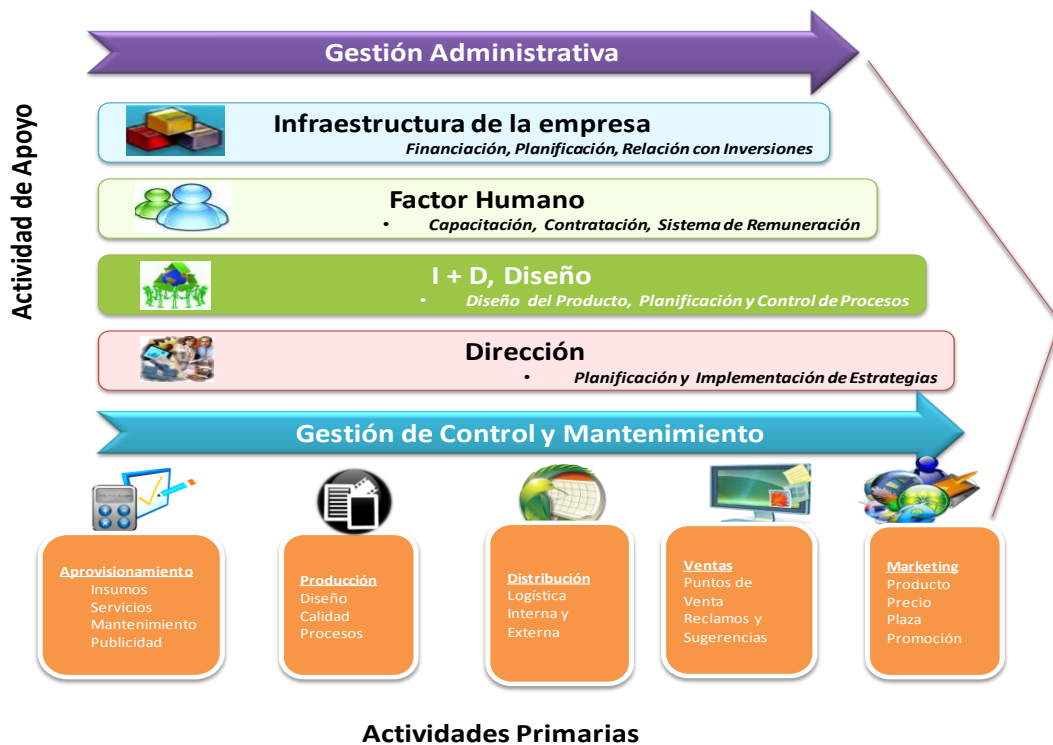 Gestión Administrativa
Actividad de Apoyo
Infraestructura de la empresa
Financiación, Planificación, Relación con Inversiones
Factor Humano
• Capacitación, Contratación, Sistema de Remuneración
I + D, Diseño
• Diseño del Producto, Planificación y Control de Procesos
Dirección
• Planificación y Implementación de Estrategias
Gestión de Control y Mantenimiento
Aprovisionamiento
Insumos
Servicios
Mantenimiento
Publicidad
Producción
Diseño
Calidad
Procesos
Distribución
Logística
Interna y
Externa
Ventas
Puntos de
Venta
Reclamos y
Sugerencias
Marketing
Producto
Precio
Plaza
Promoción
Actividades Primarias